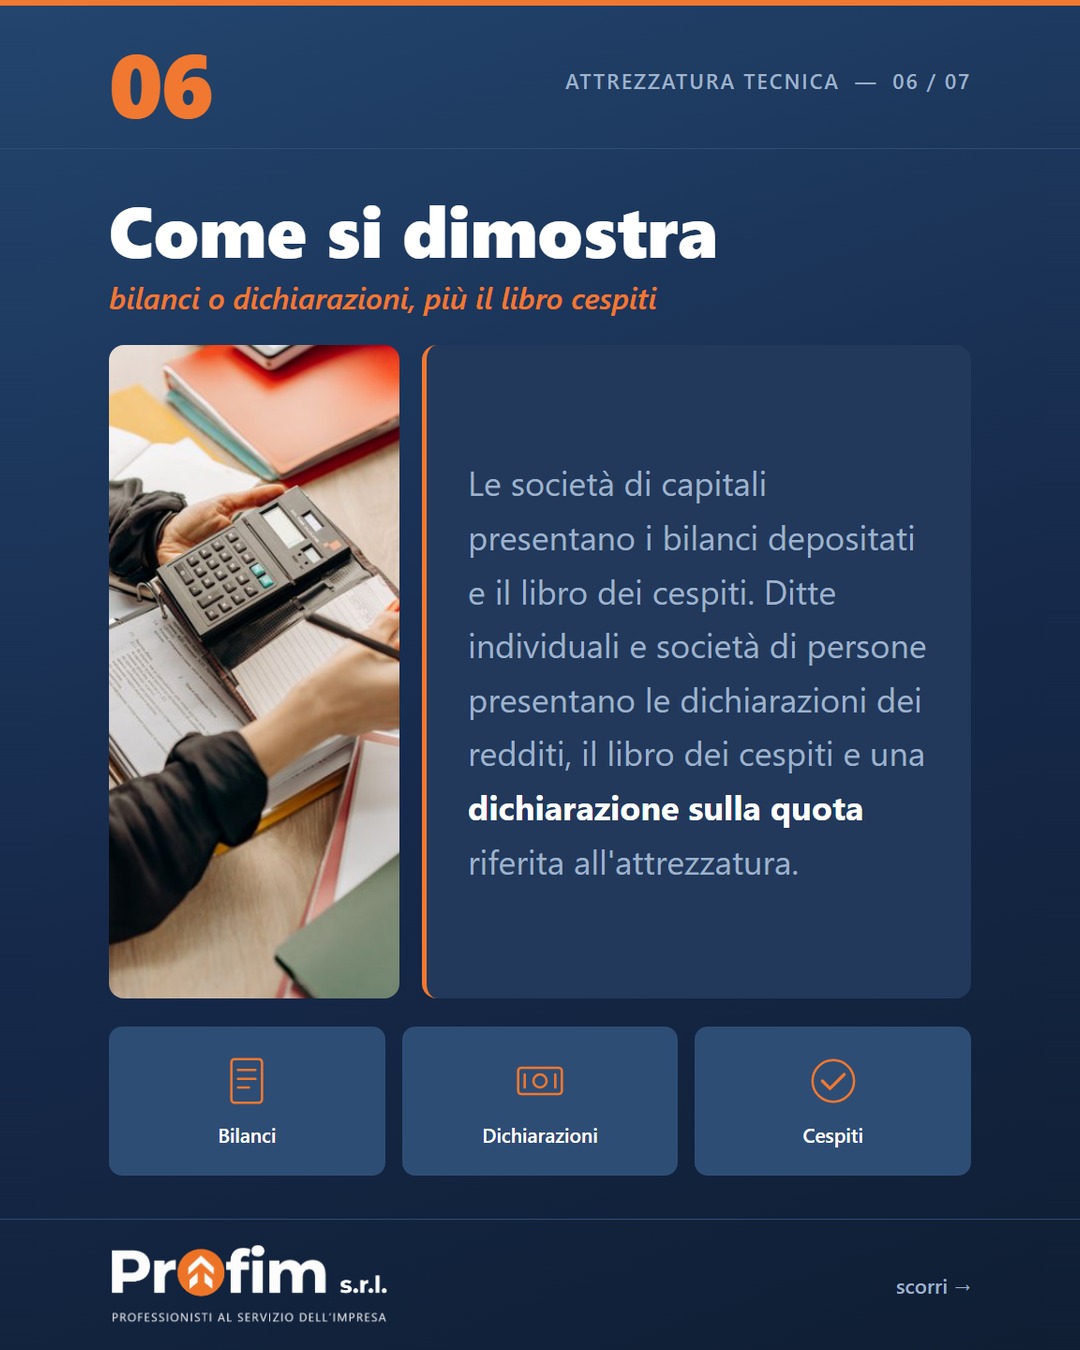 06
ATTREZZATURA TECNICA — 06 / 07
Come si dimostra
bilanci o dichiarazioni, più il libro cespiti
Le società di capitali
presentano i bilanci depositati
e il libro dei cespiti. Ditte
individuali e società di persone
presentano le dichiarazioni dei
redditi, il libro dei cespiti e una
dichiarazione sulla quota
riferita all'attrezzatura.
Bilanci
Dichiarazioni
Cespiti
Profim s.r.l.
PROFESSIONISTI AL SERVIZIO DELL'IMPRESA
scorri →